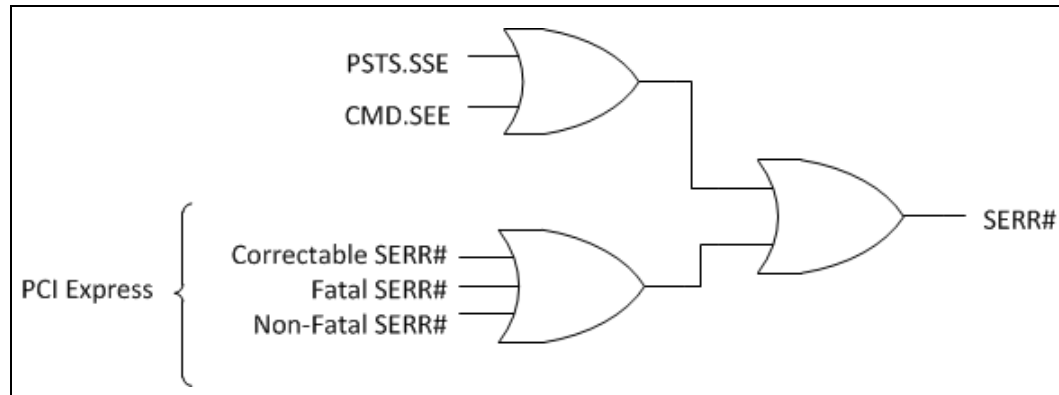 PSTS.SSE
CMD.SEE
SERR#
PCI Express
Correctable SERR#
Fatal SERR#
Non-Fatal SERR#